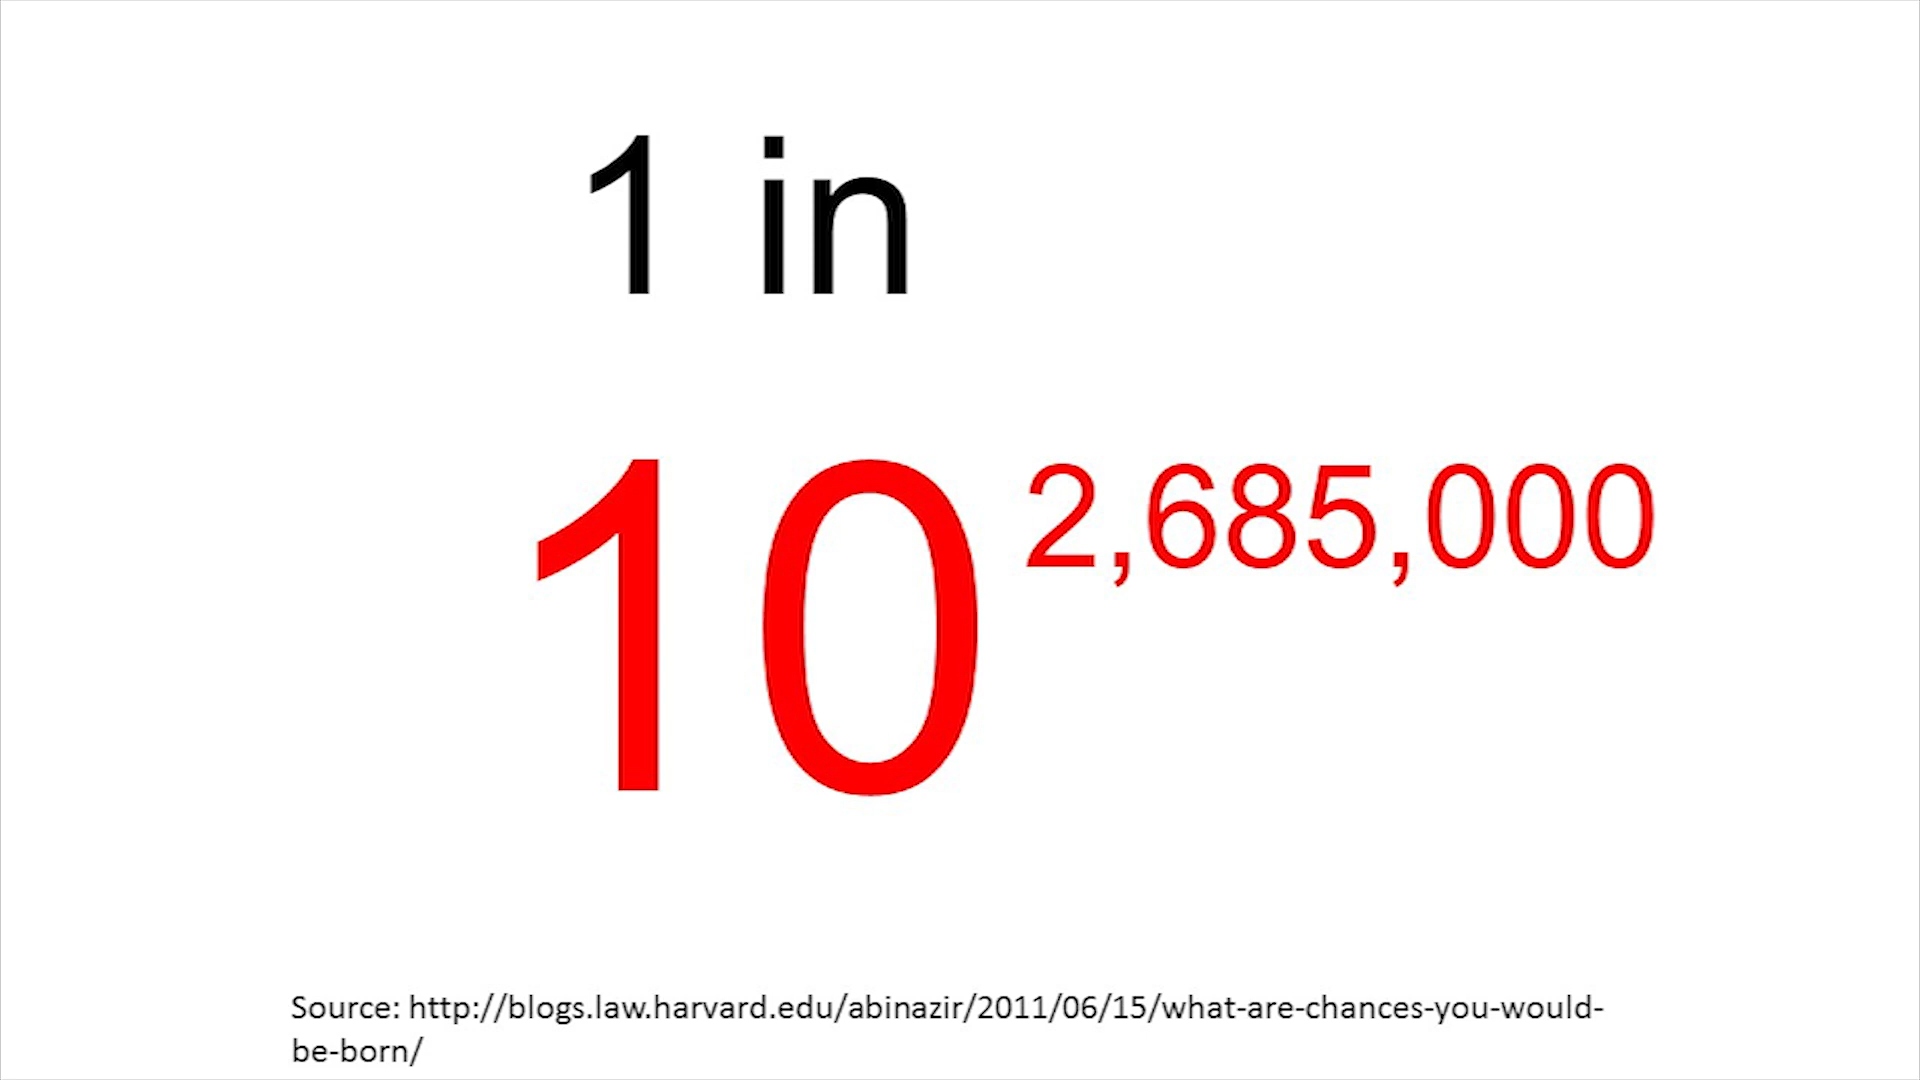 1 in
10 2,685,000
Source: http://blogs.law.harvard.edu/abinazir/2011/06/15/what-are-chances-you-would-
be-born/